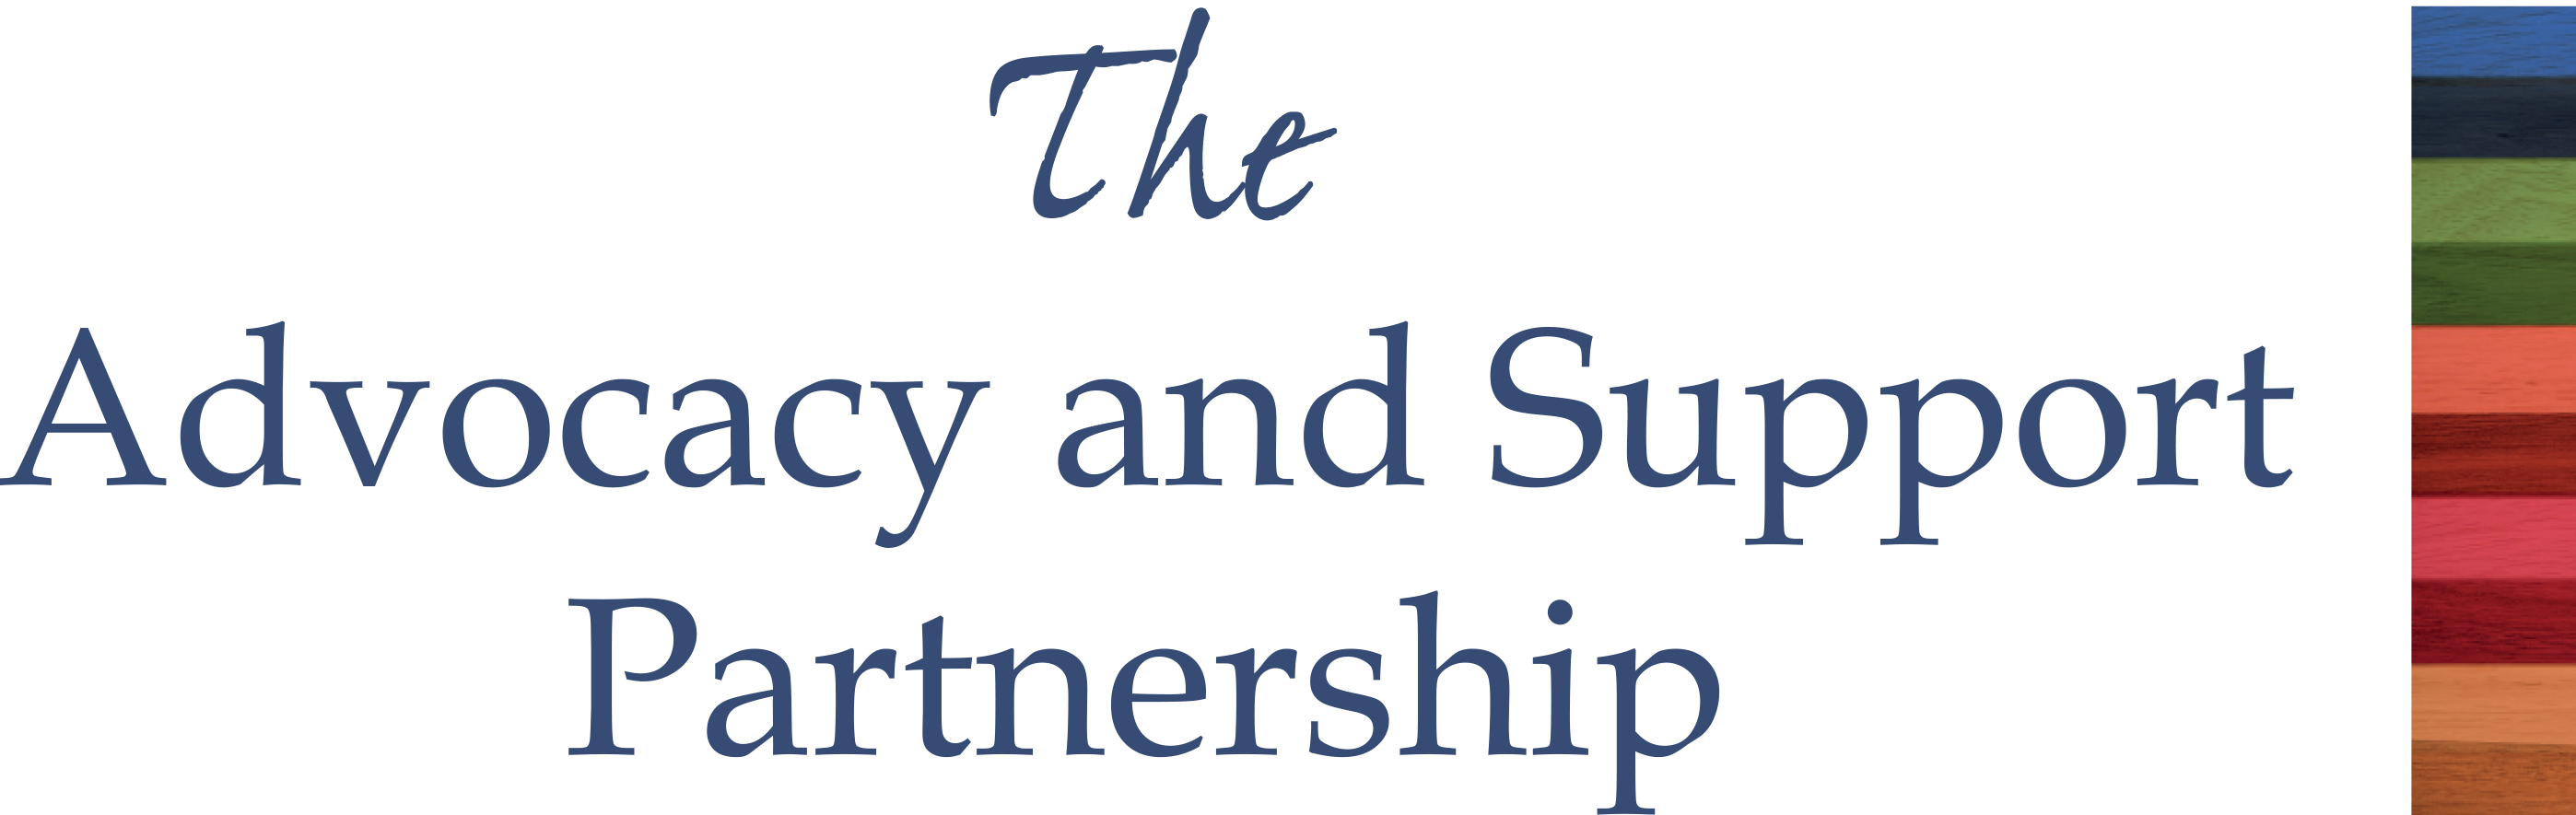 The
Advocacy and Support
Partnership